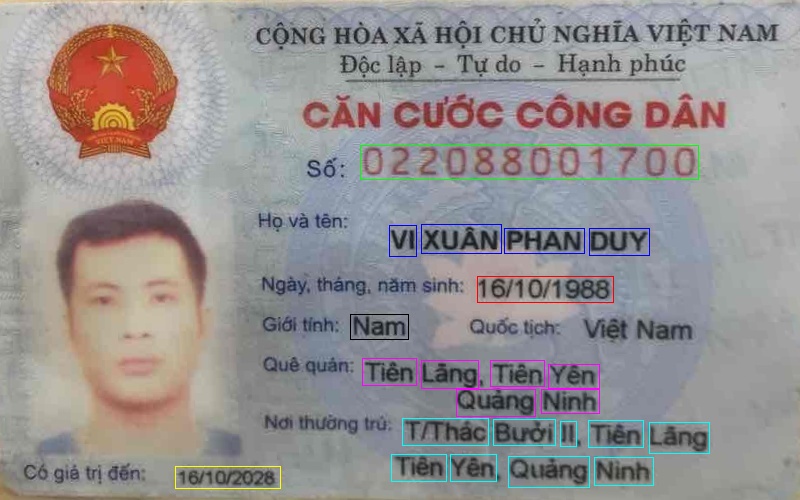 CỘNG HÒA XÃ HỘI CHỦ NGHĨA VIỆT NAM
Độc lập - Tự do - Hạnh phúc
CĂN CƯỚC CÔNG DÂN
Số: 022088001700
Họ và tên:
VI XUÂN PHAN DUY
Ngày, tháng, năm sinh: 16/10/1988
Giới tính: Nam Quốc tịch: Việt Nam
Quê quán: Tiên Lãng, Tiên Yên
Quảng Ninh
Nơi thường trú: T/Thác Bưởi II, Tiên Lãng
Tiên Yên, Quảng Ninh
Có giá trị đến: 16/10/2028
VIỆT NAM